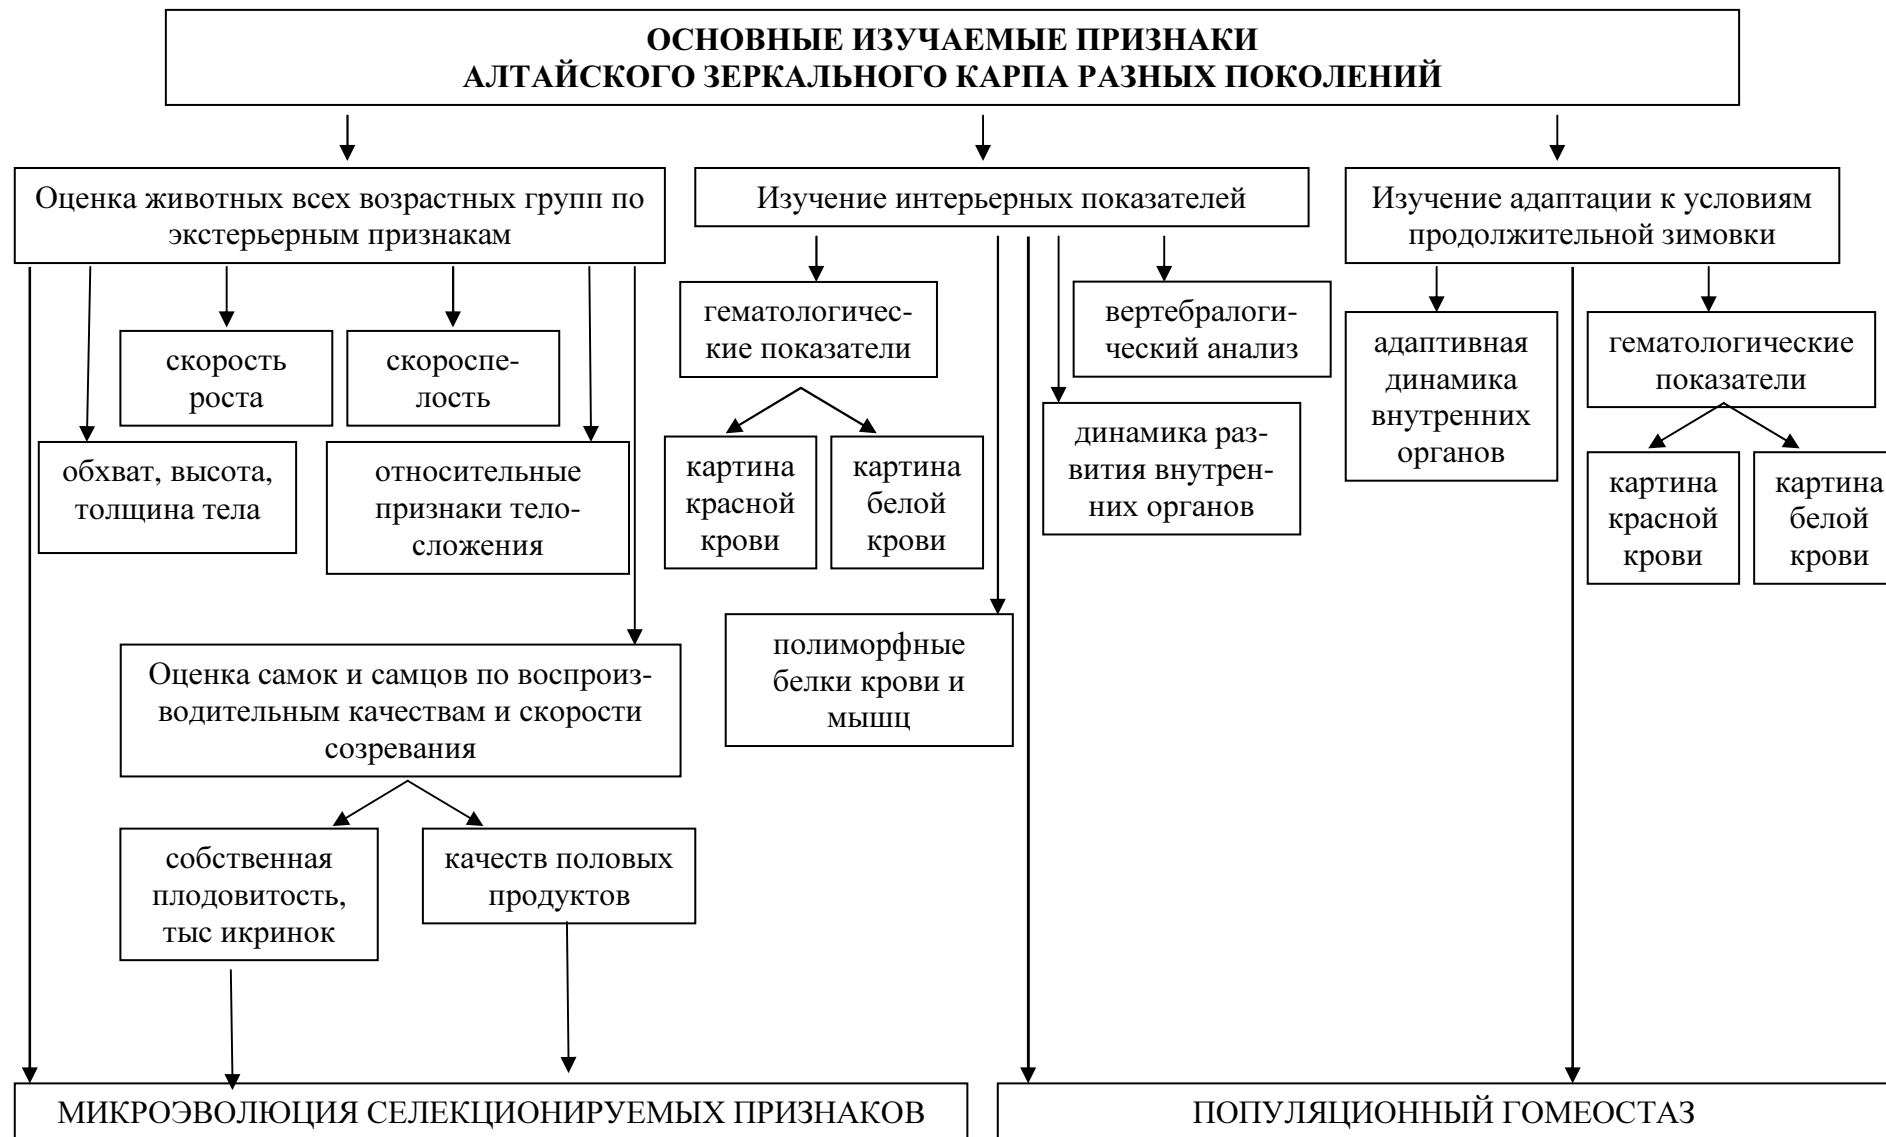 ОСНОВНЫЕ ИЗУЧАЕМЫЕ ПРИЗНАКИ
АЛТАЙСКОГО ЗЕРКАЛЬНОГО КАРПА РАЗНЫХ ПОКОЛЕНИЙ
Оценка животных всех возрастных групп по
экстерьерным признакам
Изучение интерьерных показателей
Изучение адаптации к условиям
продолжительной зимовки
скорость
роста
скороспе-
лость
обхват, высота,
толщина тела
относительные
признаки тело-
сложения
гематологичес-
кие показатели
вертебралоги-
ческий анализ
картина
красной
крови
картина
белой
крови
динамика раз-
вития внутрен-
них органов
адаптивная
динамика
внутренних
органов
гематологические
показатели
картина
красной
крови
картина
белой
крови
полиморфные
белки крови и
мышц
Оценка самок и самцов по воспроиз-
водительным качествам и скорости
созревания
собственная
плодовитость,
тыс икринок
качеств половых
продуктов
МИКРОЭВОЛЮЦИЯ СЕЛЕКЦИОНИРУЕМЫХ ПРИЗНАКОВ
ПОПУЛЯЦИОННЫЙ ГОМЕОСТАЗ